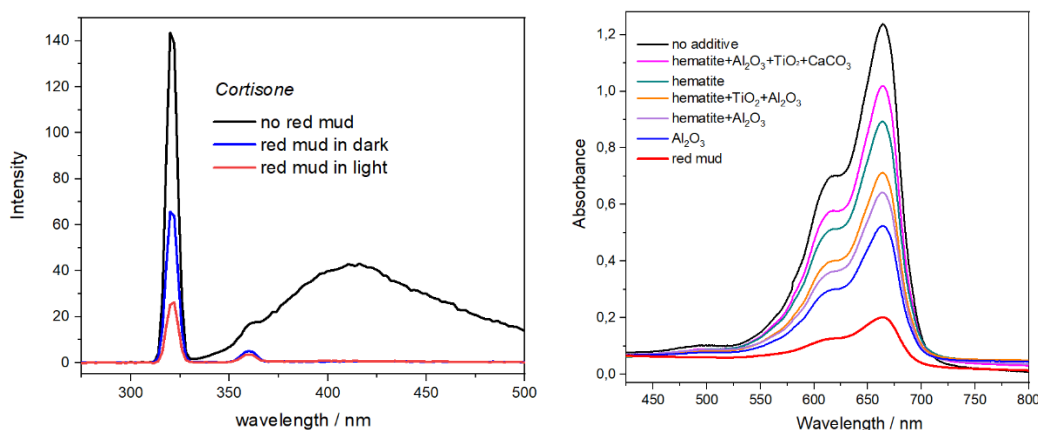 140
120
100
80
60
40
20
0
Intensity
Cortisone
no red mud
red mud in dark
red mud in light
300
350
400
450
500
wavelength / nm
1,2
1,0
0,8
0,6
0,4
0,2
0,0
Absorbance
no additive
hematite+Al₂O₃+TiO₂+CaCO₃
hematite
hematite+TiO₂+Al₂O₃
hematite+Al₂O₃
Al₂O₃
red mud
450
500
550
600
650
700
750
800
Wavelength / nm